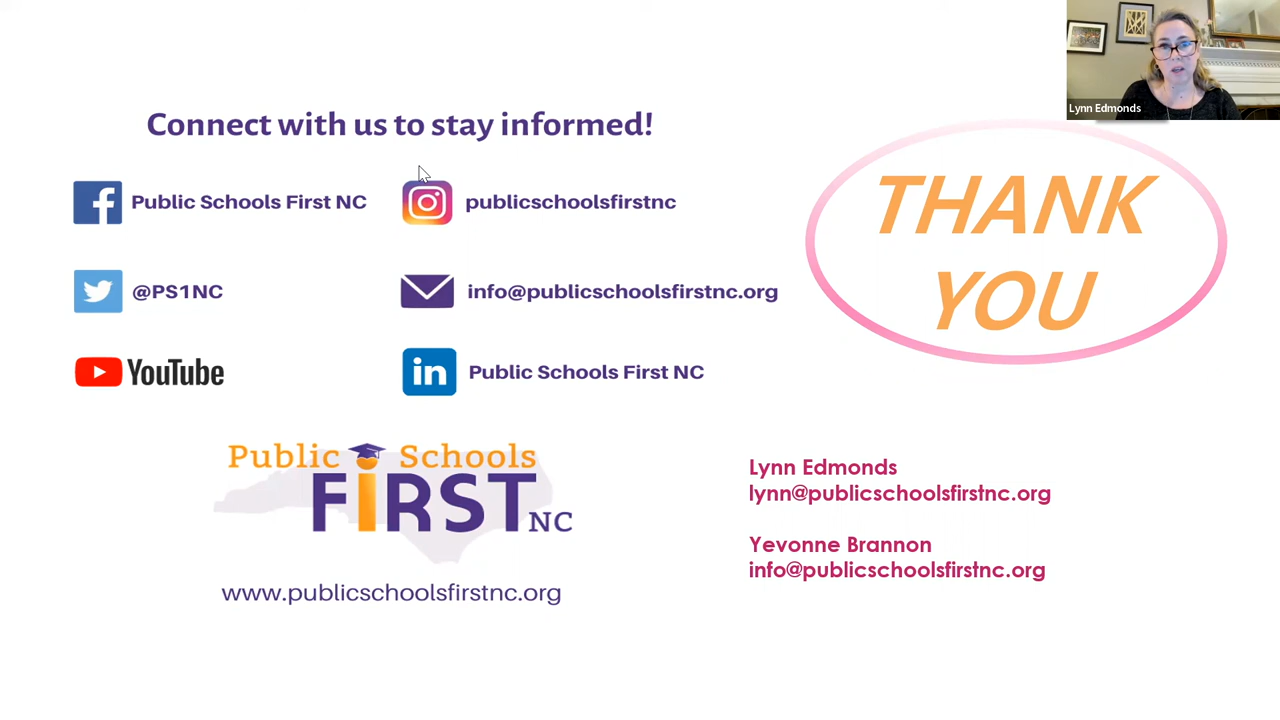 Lynn Edmonds
Connect with us to stay informed!
Public Schools First NC
publicschoolsfirstnc
@PS1NC
info@publicschoolsfirstnc.org
YouTube
Public Schools First NC
THANK
YOU
Public Schools
FiRST NC
www.publicschoolsfirstnc.org
Lynn Edmonds
lynn@publicschoolsfirstnc.org
Yevonne Brannon
info@publicschoolsfirstnc.org